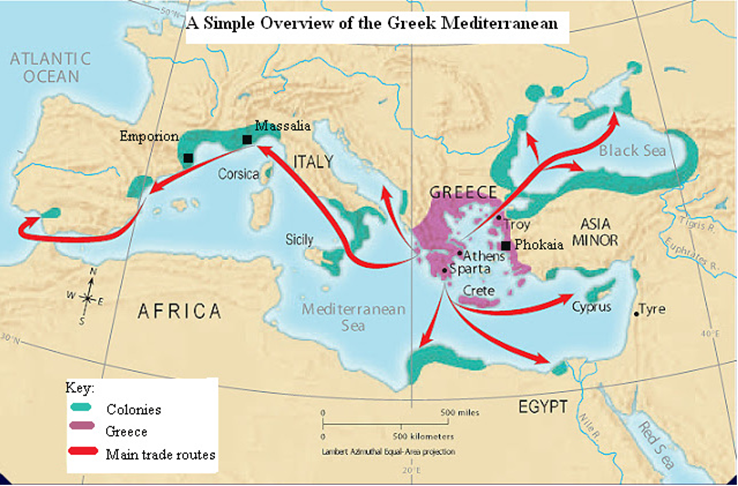 A Simple Overview of the Greek Mediterranean
50°N
ATLANTIC
OCEAN
Emporion
Massalia
ITALY
Corsica
Black Sea
GREECE
Troy
ASIA
MINOR
Tigris R.
Phokaia
Euphrates R.
Sicily
Athens
Sparta
Crete
Cyprus
Tyre
N
W
E
S
AFRICA
Mediterranean
Sea
30°N
40°E
Key:
Colonies
Greece
Main trade routes
0
500 miles
0
500 kilometers
Lambert Azimuthal Equal-Area projection
20°E
EGYPT
Nile R.
Red Sea